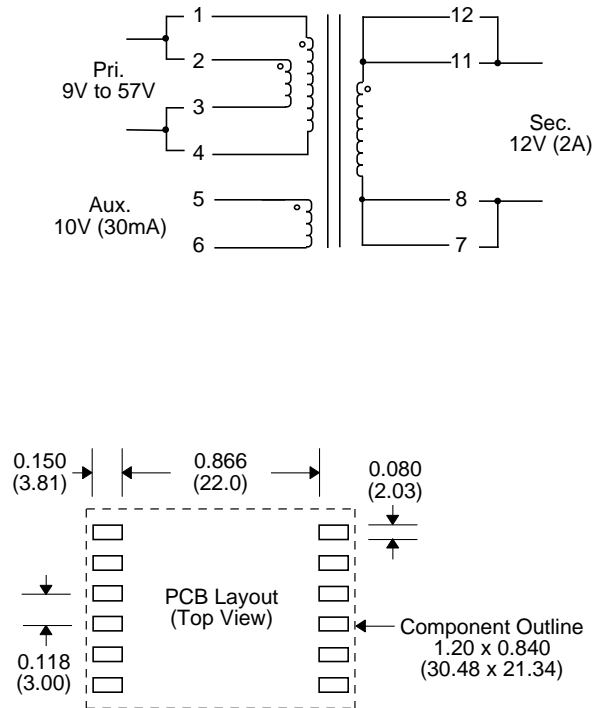 1
2
3
4
5
6
Pri.
9V to 57V
Aux.
10V (30mA)
12
11
8
7
Sec.
12V (2A)
0.150
(3.81)
0.866
(22.0)
0.080
(2.03)
0.118
(3.00)
PCB Layout
(Top View)
Component Outline
1.20 x 0.840
(30.48 x 21.34)